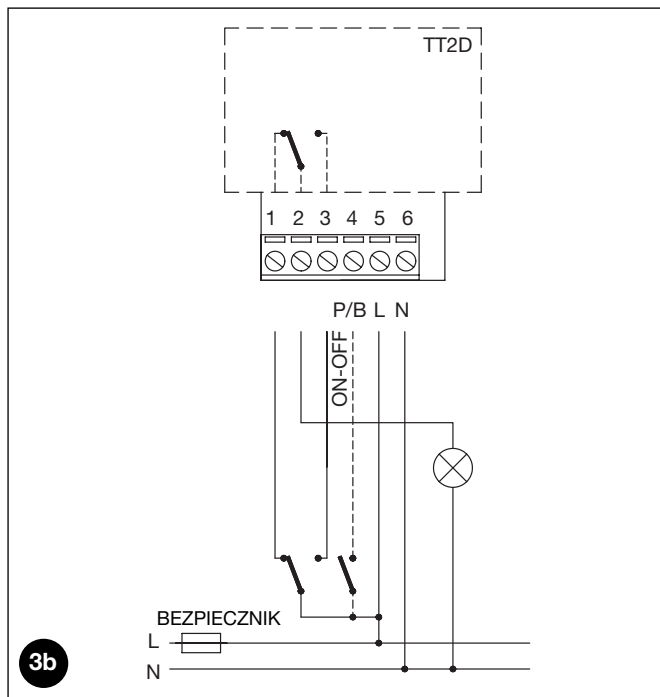 TT2D
1 2 3 4 5 6
P/B L N
ON-OFF
BEZPIECZNIK
L
N
3b